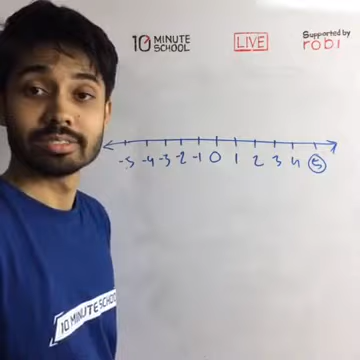 10 MINUTE
SCHOOL
LIVE
Supported by
robi
-5 -4 -3 -2 -1 0 1 2 3 4 5
10 MINUTE SCHOOL